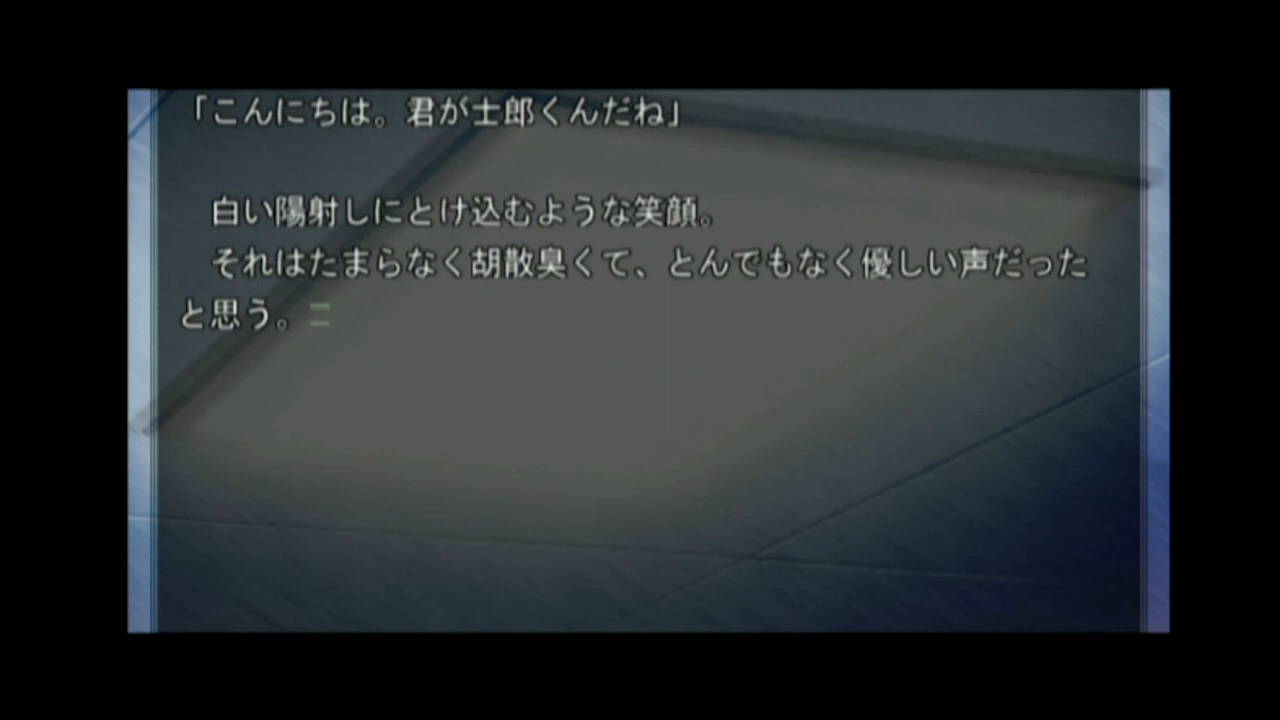 「こんにちは。君が士郎くんだね」
白い陽射しにとけ込むような笑顔。
それはたまらなく胡散臭くて、とんでもなく優しい声だった
と思う。